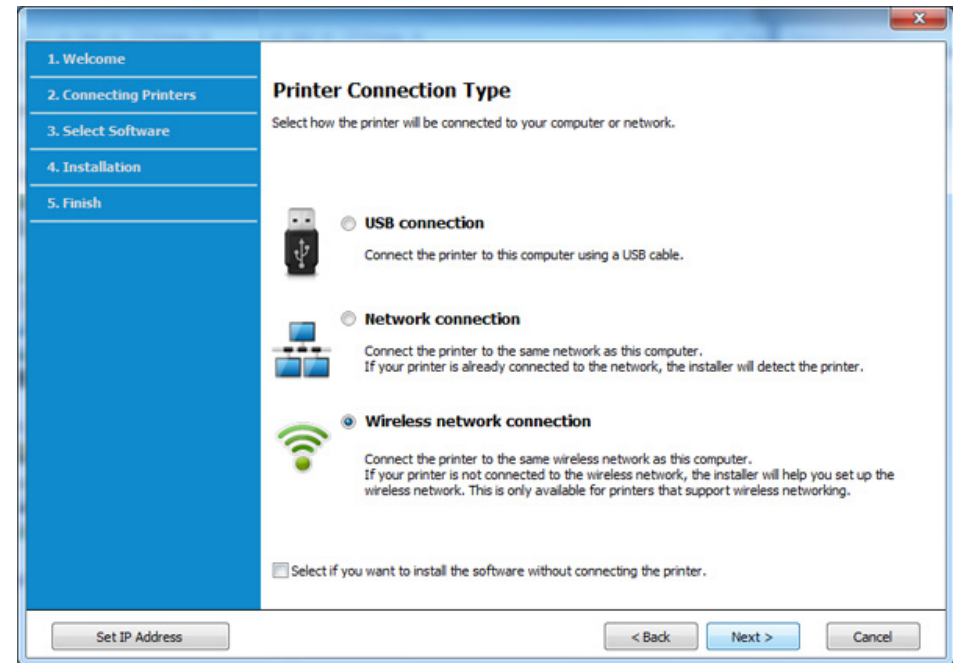 1. Welcome
2. Connecting Printers
3. Select Software
4. Installation
5. Finish
Printer Connection Type
Select how the printer will be connected to your computer or network.
USB connection
Connect the printer to this computer using a USB cable.
Network connection
Connect the printer to the same network as this computer.
If your printer is already connected to the network, the installer will detect the printer.
Wireless network connection
Connect the printer to the same wireless network as this computer.
If your printer is not connected to the wireless network, the installer will help you set up the
wireless network. This is only available for printers that support wireless networking.
Select if you want to install the software without connecting the printer.
Set IP Address
< Back
Next >
Cancel